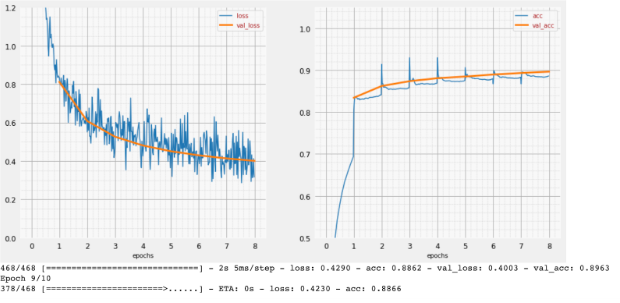 1.2
1.0
0.8
0.6
0.4
0.2
0.0
loss
val_loss
0 1 2 3 4 5 6 7 8
epochs
1.0
0.9
0.8
0.7
0.6
0.5
acc
val_acc
0 1 2 3 4 5 6 7 8
epochs
468/468 [==============================] - 2s 5ms/step - loss: 0.4290 - acc: 0.8862 - val_loss: 0.4003 - val_acc: 0.8963
Epoch 9/10
378/468 [=======================>......] - ETA: 0s - loss: 0.4230 - acc: 0.8866